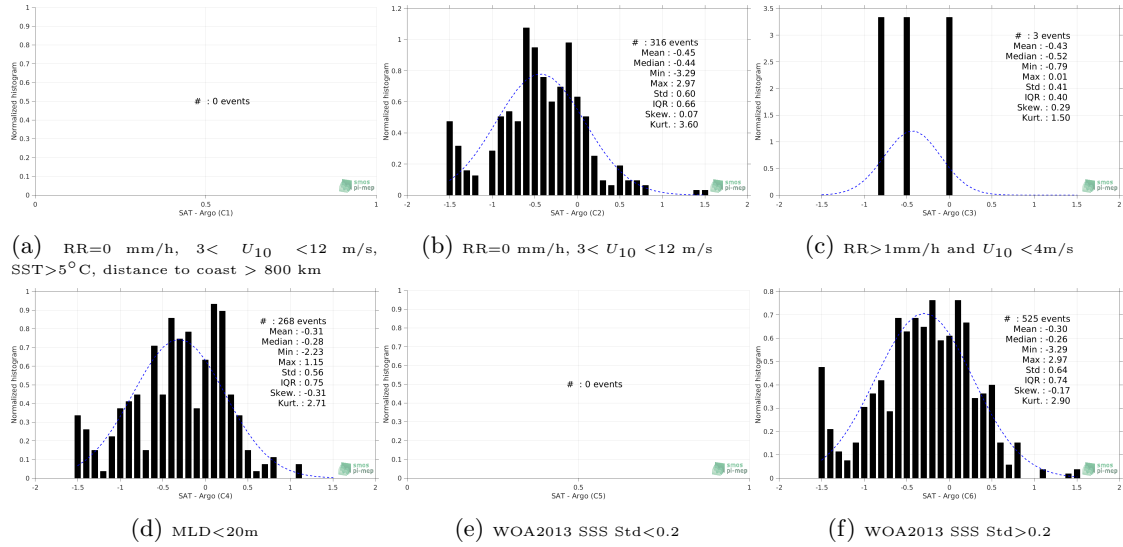 1
0.9
0.8
0.7
0.6
0.5
0.4
0.3
0.2
0.1
0
0
0.5
1
Normalized histogram
# : 0 events
SAT - Argo (C1)
smos
pi-mep
(a) RR=0 mm/h, 3< U10 <12 m/s,
SST>5°C, distance to coast > 800 km
1.2
1
0.8
0.6
0.4
0.2
0
-2
-1.5
-1
-0.5
0
0.5
1
1.5
2
Normalized histogram
# : 316 events
Mean : -0.45
Median : -0.44
Min : -3.29
Max : 2.97
Std : 0.60
IQR : 0.66
Skew. : 0.07
Kurt. : 3.60
SAT - Argo (C2)
smos
pi-mep
(b) RR=0 mm/h, 3< U10 <12 m/s
3.5
3
2.5
2
1.5
1
0.5
0
-2
-1.5
-1
-0.5
0
0.5
1
1.5
2
Normalized histogram
# : 3 events
Mean : -0.43
Median : -0.52
Min : -0.79
Max : 0.01
Std : 0.41
IQR : 0.40
Skew. : 0.29
Kurt. : 1.50
SAT - Argo (C3)
smos
pi-mep
(c) RR>1mm/h and U10 <4m/s
1
0.9
0.8
0.7
0.6
0.5
0.4
0.3
0.2
0.1
0
-2
-1.5
-1
-0.5
0
0.5
1
1.5
2
Normalized histogram
# : 268 events
Mean : -0.31
Median : -0.28
Min : -2.23
Max : 1.15
Std : 0.56
IQR : 0.75
Skew. : -0.31
Kurt. : 2.71
SAT - Argo (C4)
smos
pi-mep
(d) MLD<20m
1
0.9
0.8
0.7
0.6
0.5
0.4
0.3
0.2
0.1
0
0
0.5
1
Normalized histogram
# : 0 events
SAT - Argo (C5)
smos
pi-mep
(e) WOA2013 SSS Std<0.2
0.8
0.7
0.6
0.5
0.4
0.3
0.2
0.1
0
-2
-1.5
-1
-0.5
0
0.5
1
1.5
2
Normalized histogram
# : 525 events
Mean : -0.30
Median : -0.26
Min : -3.29
Max : 2.97
Std : 0.64
IQR : 0.74
Skew. : -0.17
Kurt. : 2.90
SAT - Argo (C6)
smos
pi-mep
(f) WOA2013 SSS Std>0.2